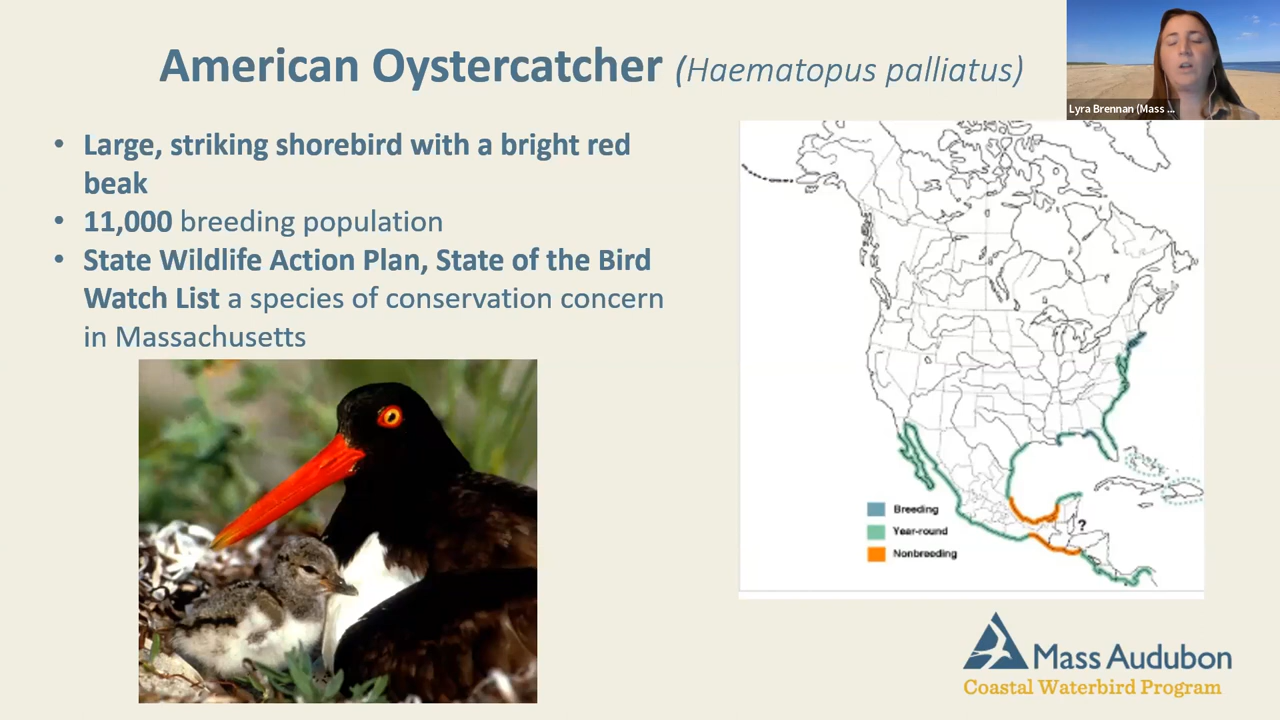 American Oystercatcher (Haematopus palliatus)
Lyra Brennan (Mass ...
• Large, striking shorebird with a bright red
beak
• 11,000 breeding population
• State Wildlife Action Plan, State of the Bird
Watch List a species of conservation concern
in Massachusetts
Breeding
Year-round
Nonbreeding
?
Mass Audubon
Coastal Waterbird Program